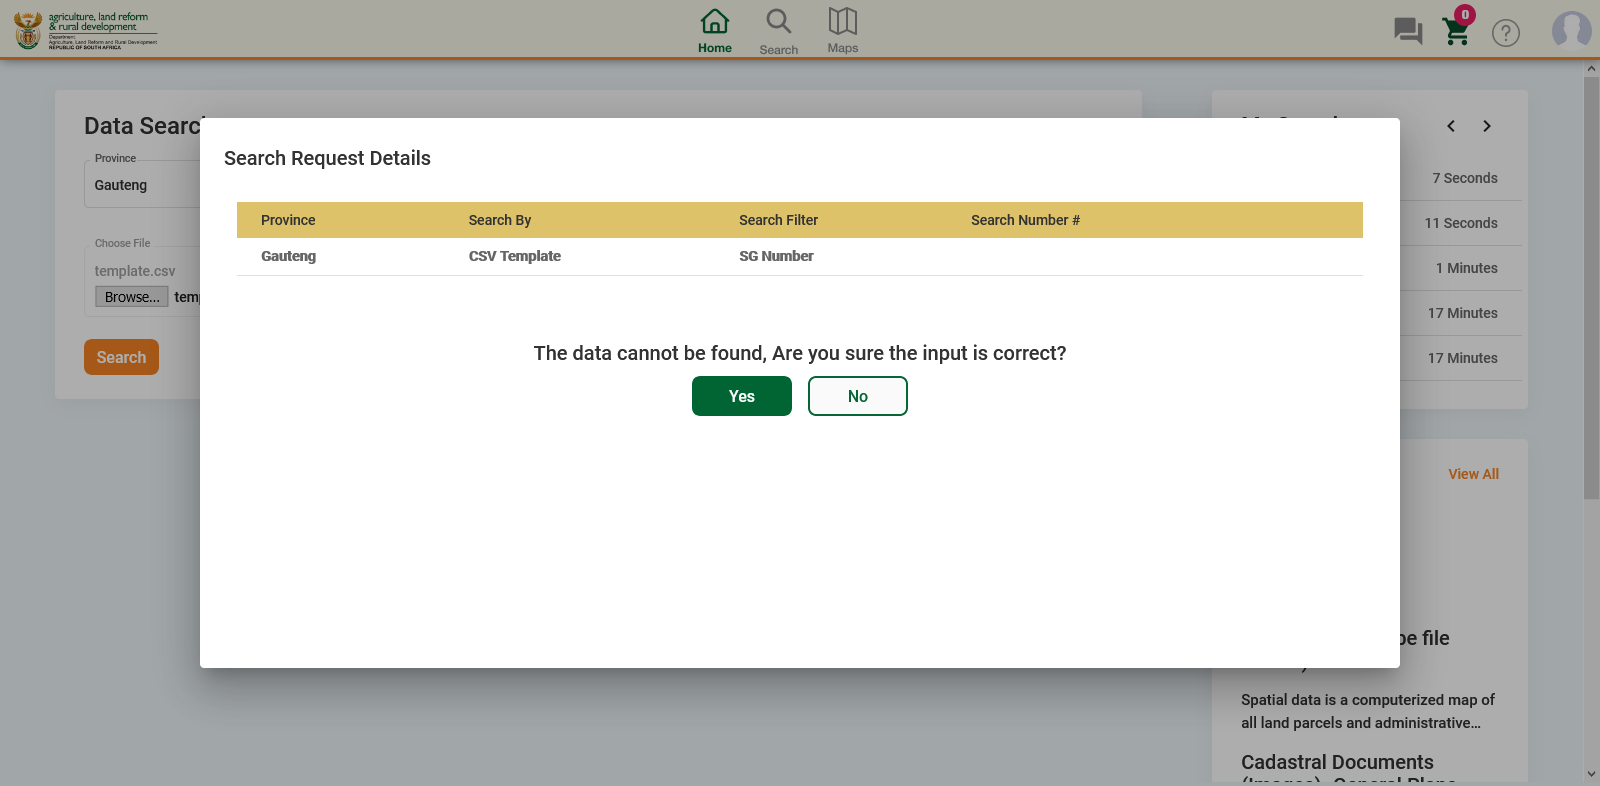 agriculture, land reform
& rural development
Department:
Agriculture, Land Reform and Rural Development
REPUBLIC OF SOUTH AFRICA
Home
Search
Maps
0
?
Data Search
Province
Gauteng
Choose File
template.csv
Browse...
Search
Search Request Details
Province Search By Search Filter Search Number #
Gauteng CSV Template SG Number
The data cannot be found, Are you sure the input is correct?
Yes
No
7 Seconds
11 Seconds
1 Minutes
17 Minutes
17 Minutes
View All
file
Spatial data is a computerized map of
all land parcels and administrative...
Cadastral Documents